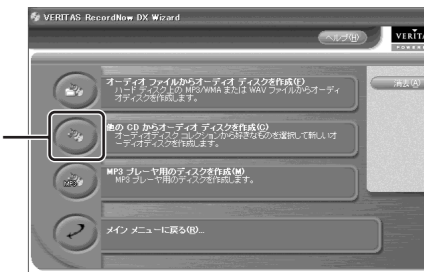 VERITAS RecordNow DX Wizard
ヘルプ(H)
VERITA
POWERE
オーディオ ファイルからオーディオ ディスクを作成(F)
ハード ディスク上の MP3/WMA または WAV ファイルからオーディ
オディスクを作成します。
消去(A)
他の CD からオーディオ ディスクを作成(C)
オーディオディスク コレクションから好きなものを選択して新しいオ
ーディオディスクを作成します。
MP3 プレーヤ用のディスクを作成(M)
MP3 プレーヤ用のディスクを作成します。
MP3
メイン メニューに戻る(R)...